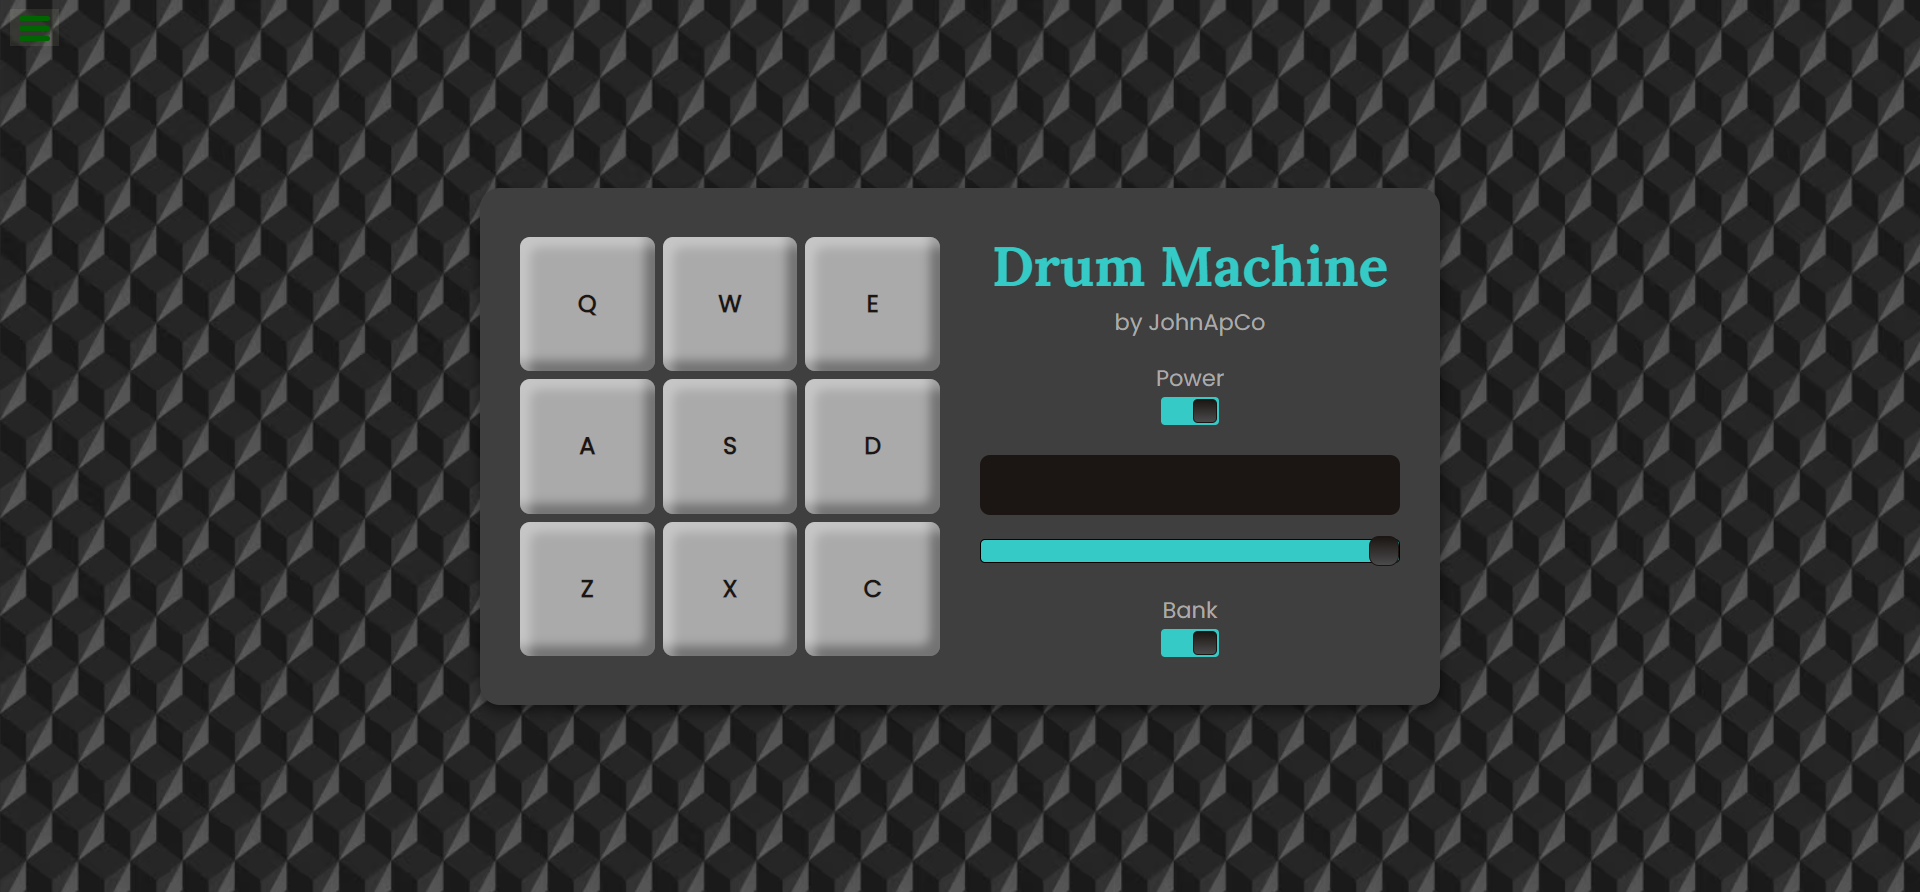 Q W E
A S D
Z X C
Drum Machine
by JohnApCo
Power
Bank